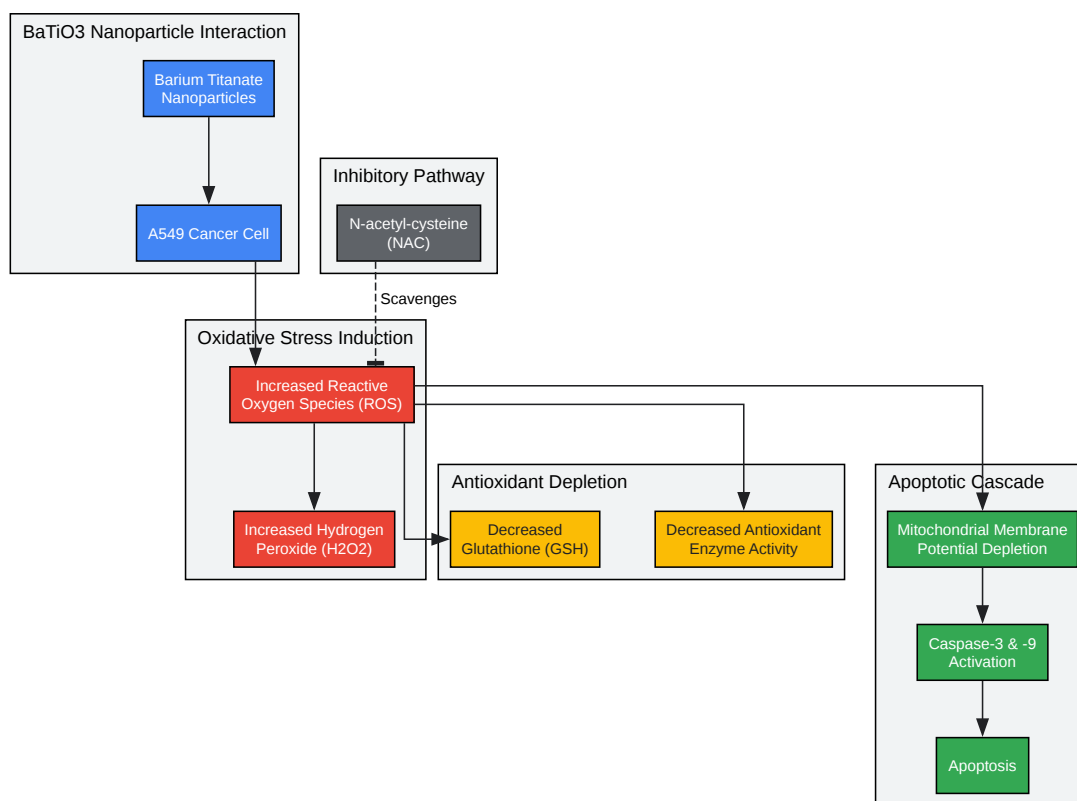 BaTiO3 Nanoparticle Interaction
Barium Titanate
Nanoparticles
A549 Cancer Cell
Inhibitory Pathway
N-acetyl-cysteine
(NAC)
Scavenges
Oxidative Stress Induction
Increased Reactive
Oxygen Species (ROS)
Increased Hydrogen
Peroxide (H2O2)
Antioxidant Depletion
Decreased
Glutathione (GSH)
Decreased Antioxidant
Enzyme Activity
Apoptotic Cascade
Mitochondrial Membrane
Potential Depletion
Caspase-3 & -9
Activation
Apoptosis